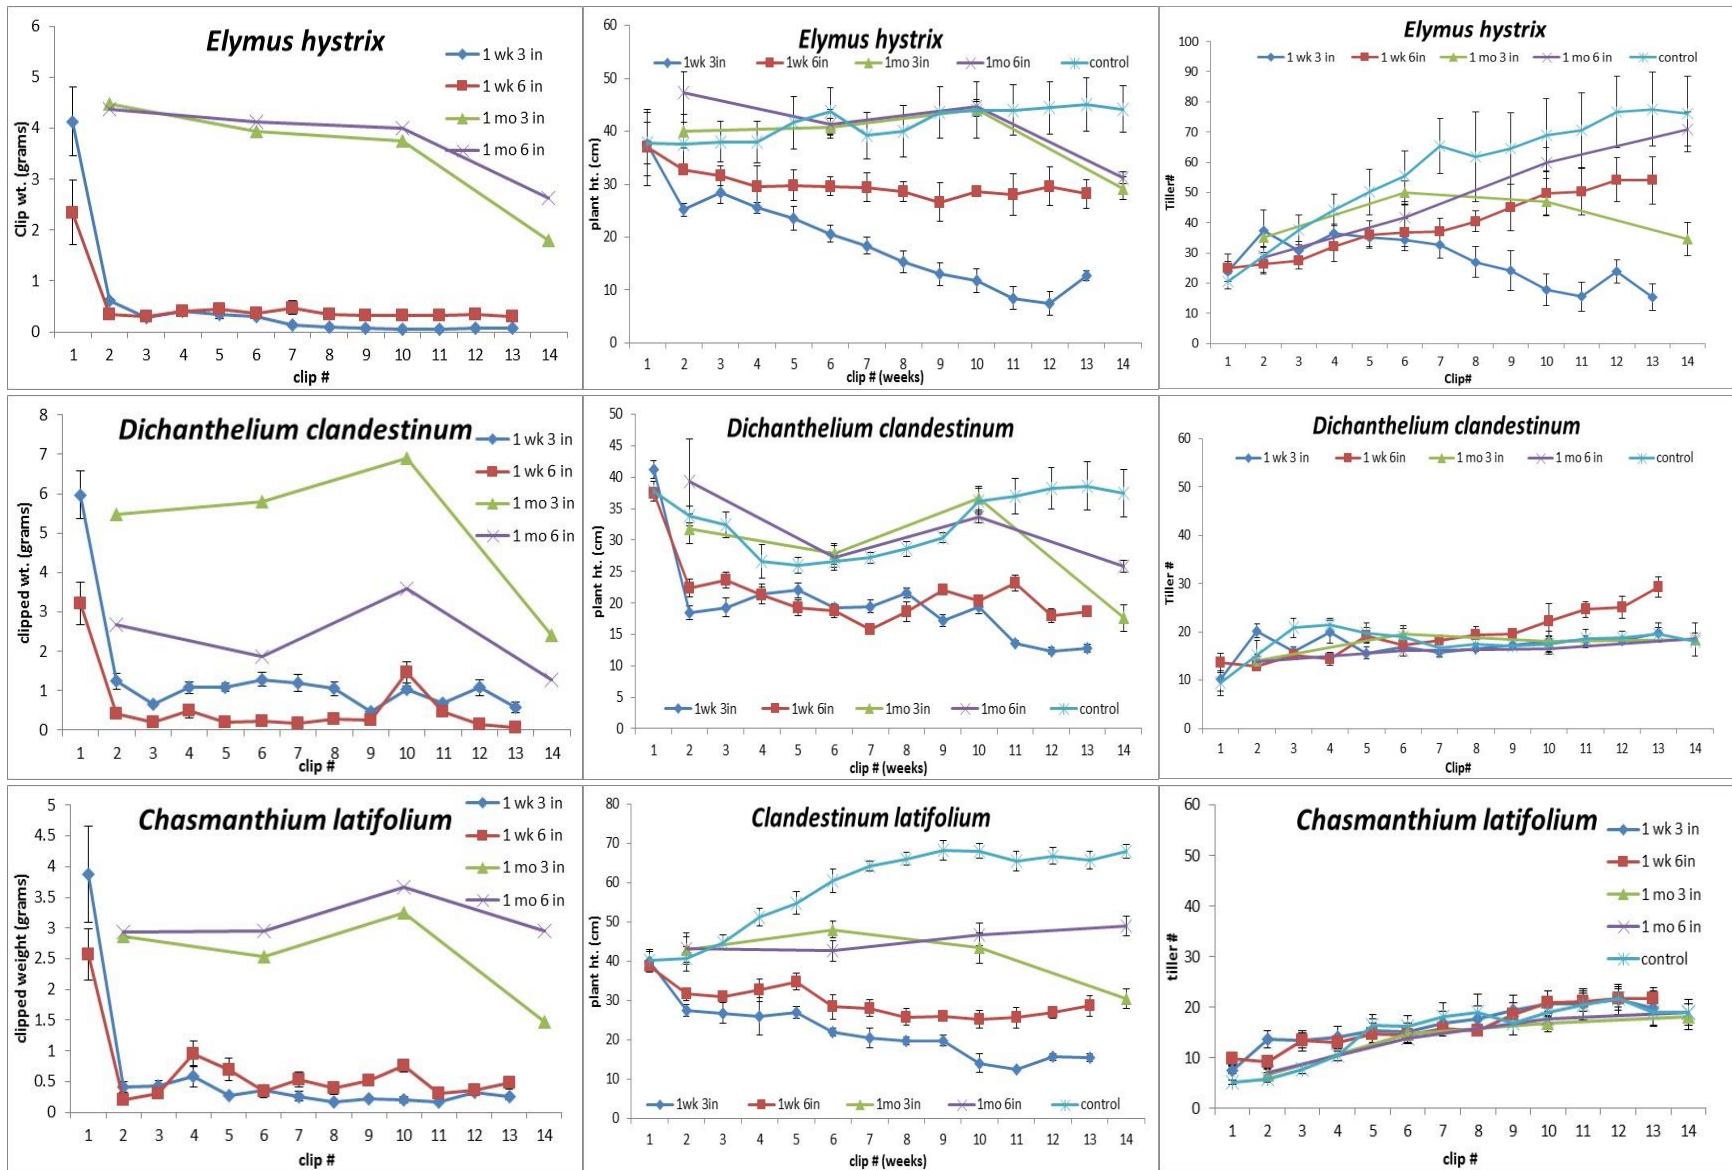 Elymus hystrix
1 wk 3 in
1 wk 6 in
1 mo 3 in
1 mo 6 in
Clip wt. (grams)
6
5
4
3
2
1
0
1 2 3 4 5 6 7 8 9 10 11 12 13 14
clip #
Elymus hystrix
1wk 3in 1wk 6in 1mo 3in 1mo 6in control
plant ht. (cm)
60
50
40
30
20
10
0
1 2 3 4 5 6 7 8 9 10 11 12 13 14
clip # (weeks)
Elymus hystrix
1 wk 3 in 1 wk 6in 1 mo 3 in 1 mo 6 in control
Tiller#
100
90
80
70
60
50
40
30
20
10
0
1 2 3 4 5 6 7 8 9 10 11 12 13 14
Clip#
Dichanthelium clandestinum
1 wk 3 in
1 wk 6 in
1 mo 3 in
1 mo 6 in
clipped wt. (grams)
8
7
6
5
4
3
2
1
0
1 2 3 4 5 6 7 8 9 10 11 12 13 14
clip #
Dichanthelium clandestinum
plant ht. (cm)
50
45
40
35
30
25
20
15
10
5
0
1wk 3in 1wk 6in 1mo 3in 1mo 6in control
1 2 3 4 5 6 7 8 9 10 11 12 13 14
clip # (weeks)
Dichanthelium clandestinum
1 wk 3 in 1 wk 6in 1 mo 3 in 1 mo 6 in control
Tiller #
60
50
40
30
20
10
0
1 2 3 4 5 6 7 8 9 10 11 12 13 14
Clip#
Chasmanthium latifolium
1 wk 3 in
1 wk 6 in
1 mo 3 in
1 mo 6 in
clipped weight (grams)
5
4.5
4
3.5
3
2.5
2
1.5
1
0.5
0
1 2 3 4 5 6 7 8 9 10 11 12 13 14
clip #
Clandestinum latifolium
plant ht. (cm)
80
70
60
50
40
30
20
10
0
1wk 3in 1wk 6in 1mo 3in 1mo 6in control
1 2 3 4 5 6 7 8 9 10 11 12 13 14
clip # (weeks)
Chasmanthium latifolium
1 wk 3 in
1 wk 6in
1 mo 3 in
1 mo 6 in
control
tiller #
60
50
40
30
20
10
0
1 2 3 4 5 6 7 8 9 10 11 12 13 14
clip #